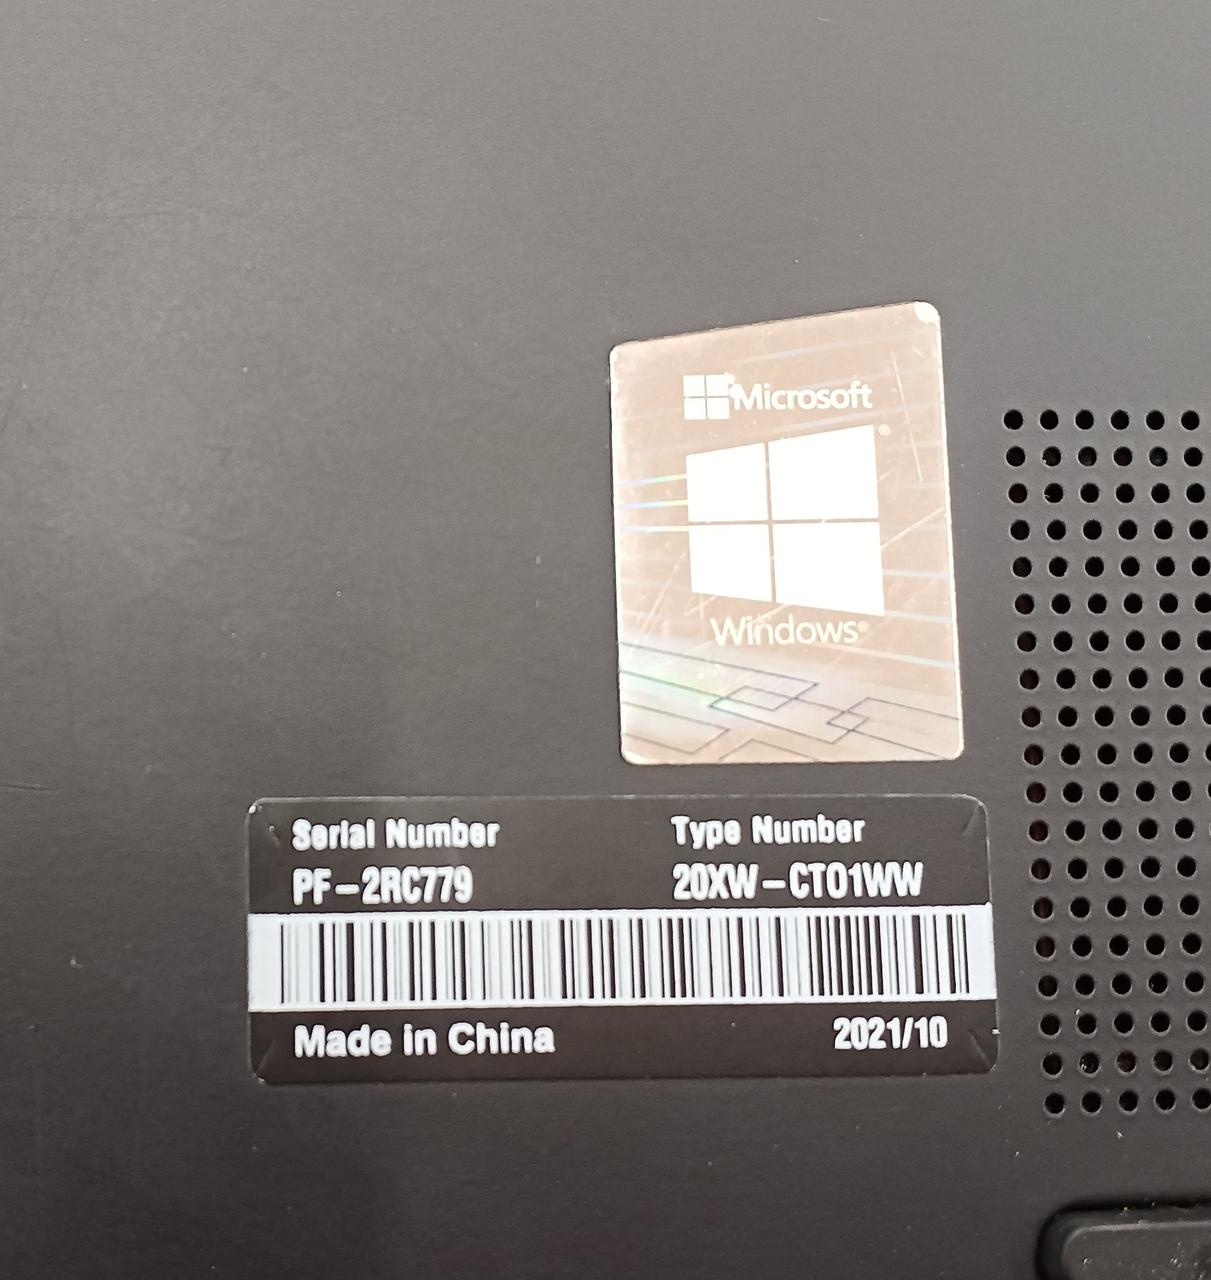 Microsoft
Windows®
Serial Number Type Number
PF-2RC779 20XW-CTO1WW
Made in China 2021/10